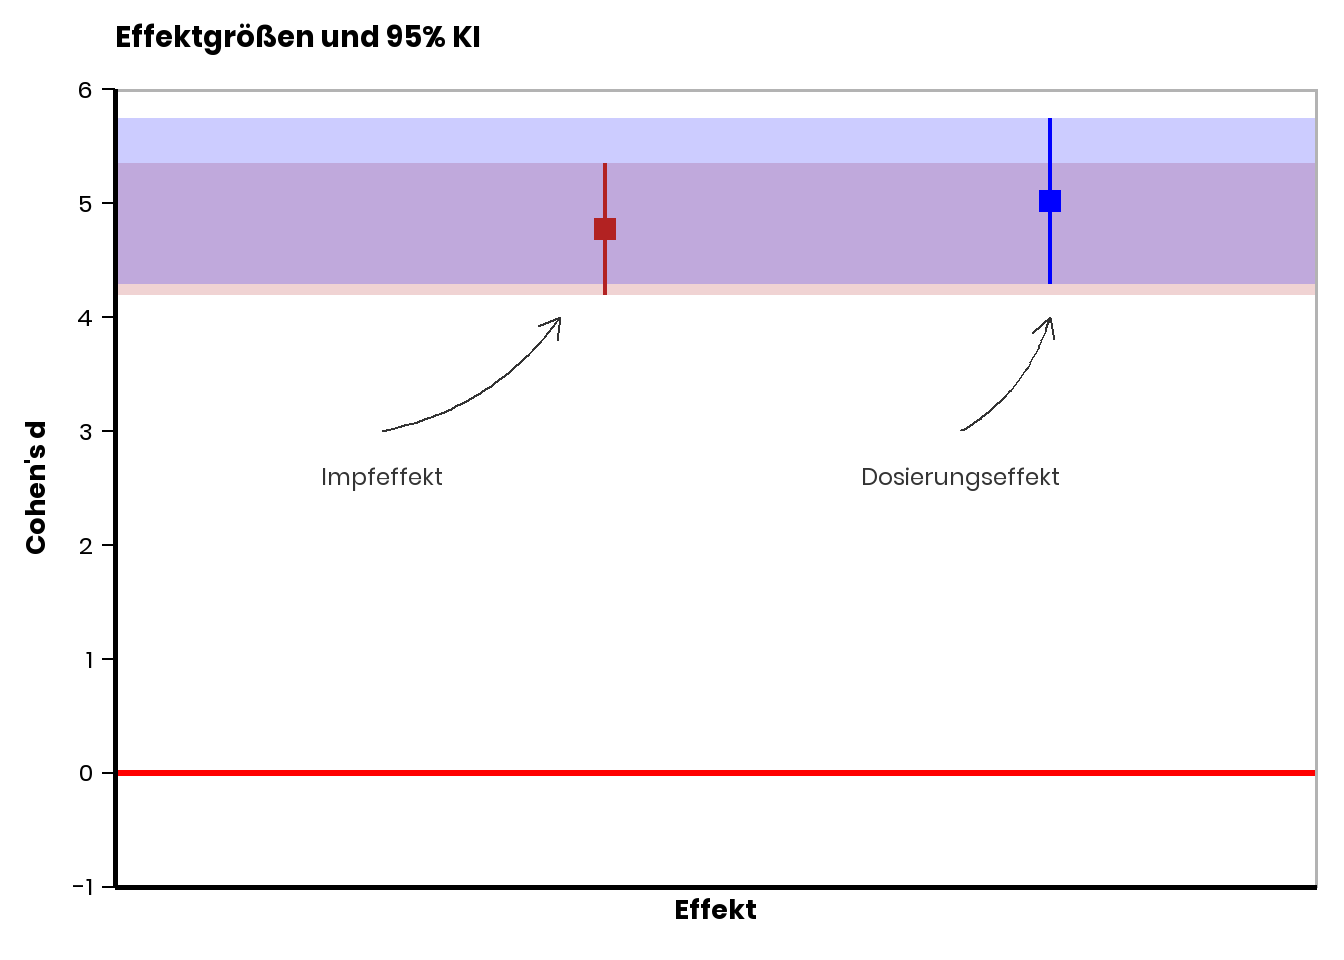 Effektgrößen und 95% KI
6
5
4
3
2
1
0
−1
Cohen's d
Impfeffekt
Dosierungseffekt
Effekt